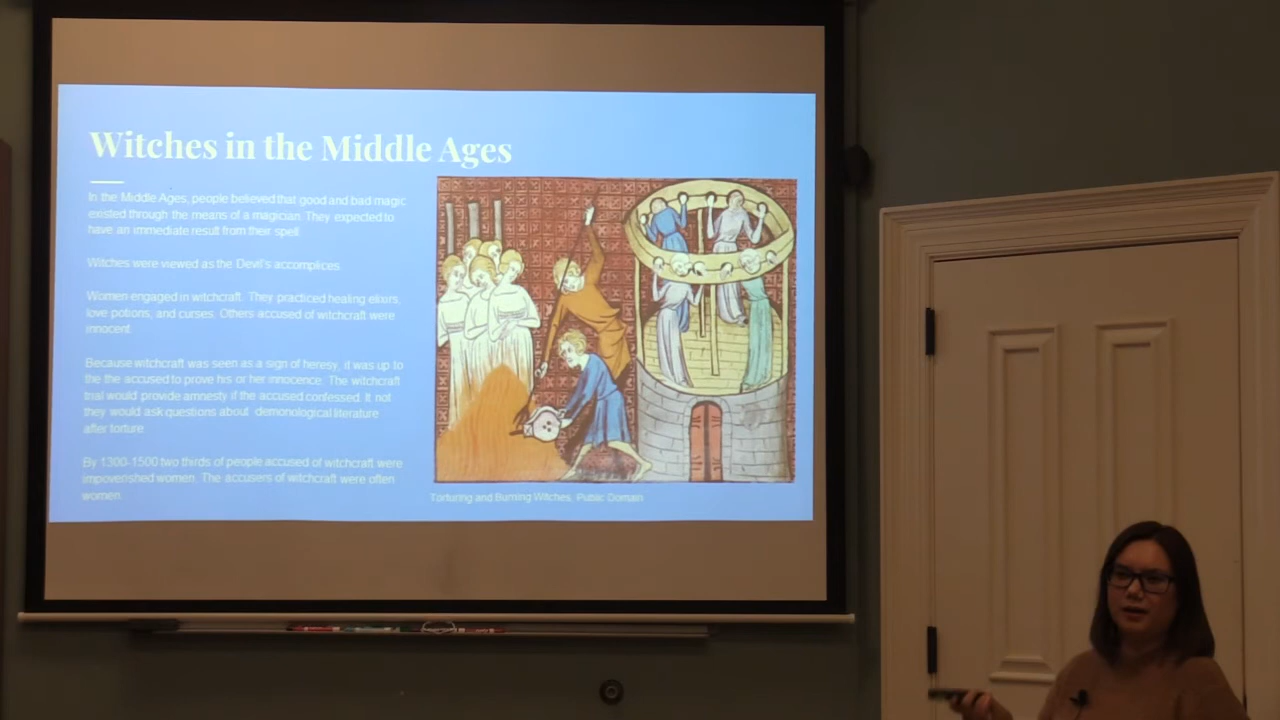 Witches in the Middle Ages
In the Middle Ages, people believed that good and bad magic
existed through the means of a magician. They expected to
have an immediate result from their spell.
Witches were viewed as the Devil's accomplices.
Women engaged in witchcraft. They practiced healing elixirs,
love potions, and curses. Others accused of witchcraft were
innocent.
Because witchcraft was seen as a sign of heresy, it was up to
the the accused to prove his or her innocence. The witchcraft
trial would provide amnesty if the accused confessed. It not
they would ask questions about demonological literature
after torture.
By 1300-1500 two thirds of people accused of witchcraft were
impoverished women. The accusers of witchcraft were often
women.
Torturing and Burning Witches. Public Domain